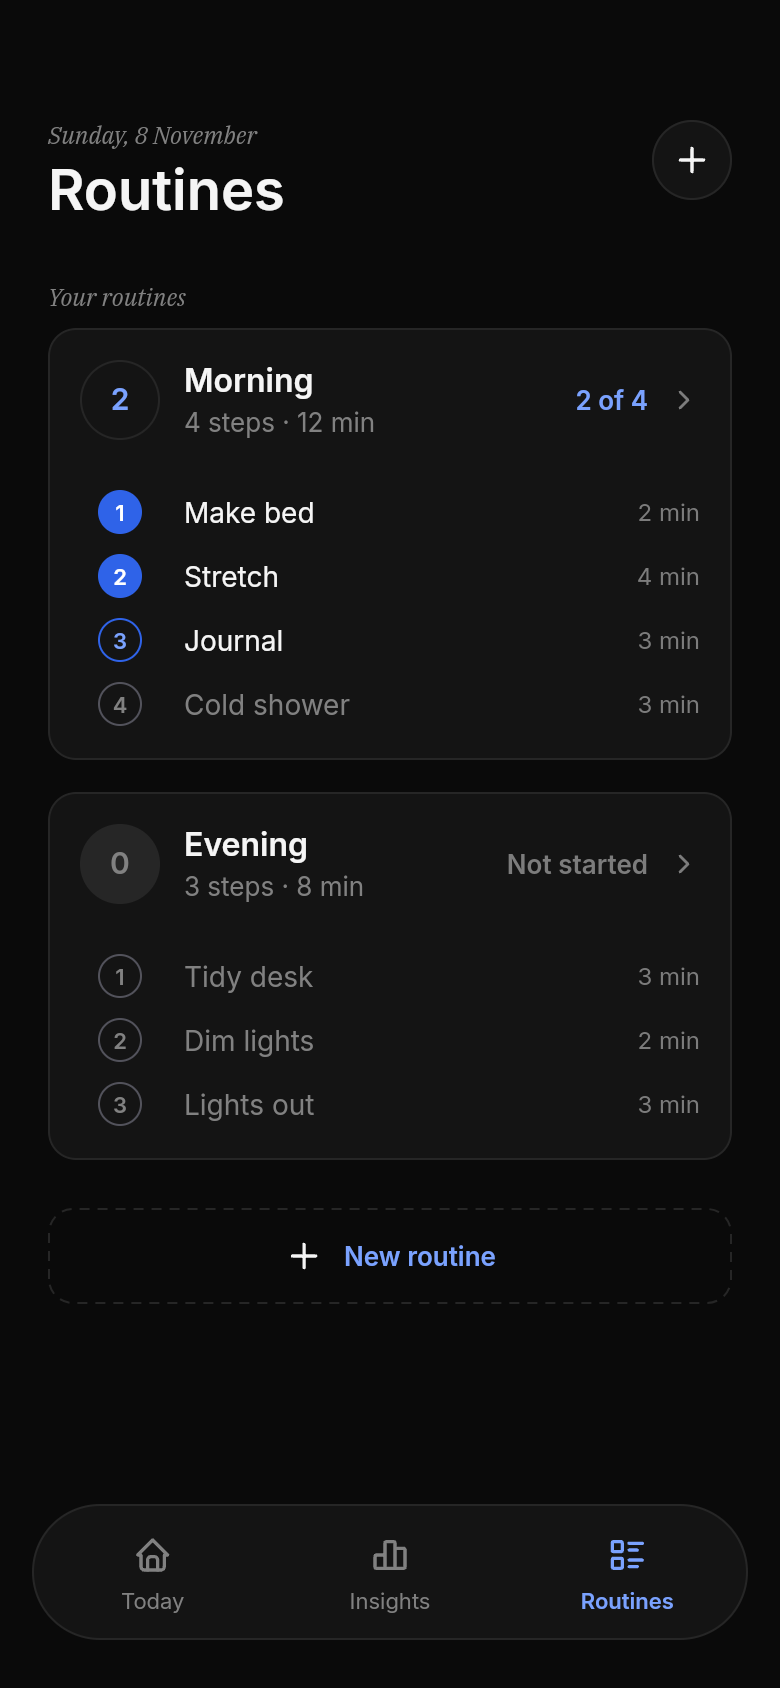 Sunday, 8 November
Routines
Your routines
2 Morning 2 of 4
4 steps · 12 min
1 Make bed 2 min
2 Stretch 4 min
3 Journal 3 min
4 Cold shower 3 min
0 Evening Not started
3 steps · 8 min
1 Tidy desk 3 min
2 Dim lights 2 min
3 Lights out 3 min
New routine
Today Insights Routines